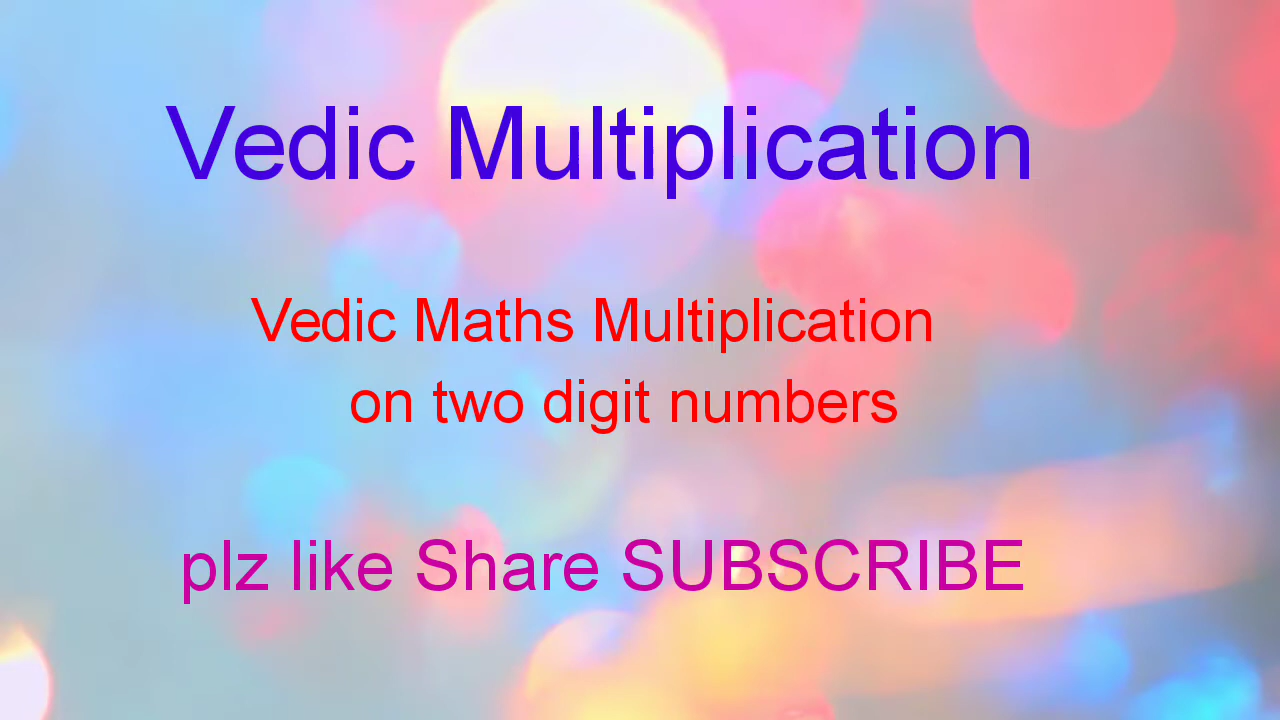 Vedic Multiplication
Vedic Maths Multiplication
on two digit numbers
plz like Share SUBSCRIBE